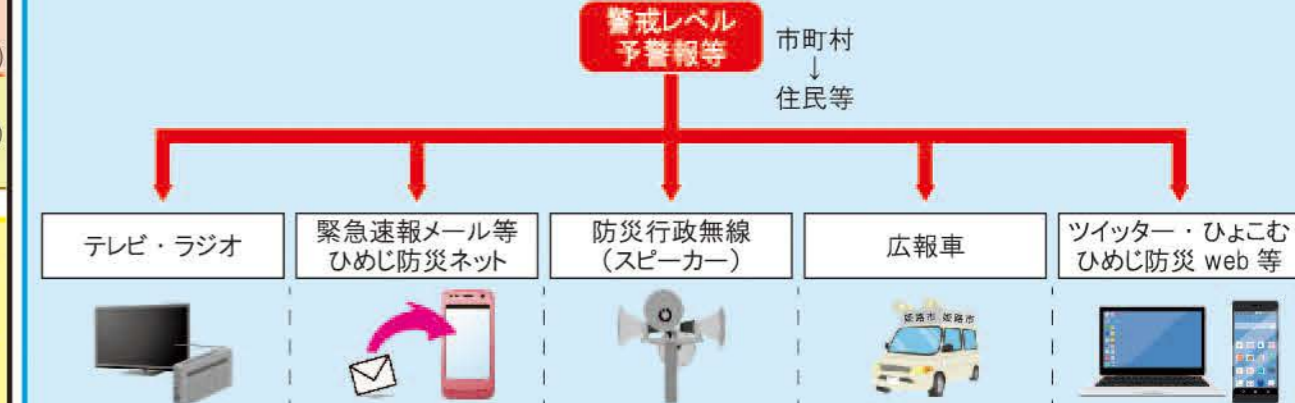 警戒レベル
予警報等
市町村
↓
住民等
テレビ・ラジオ
緊急速報メール等
ひめじ防災ネット
防災行政無線
（スピーカー）
広報車
ツイッター・ひょこむ
ひめじ防災 web 等
姫路市 姫路市